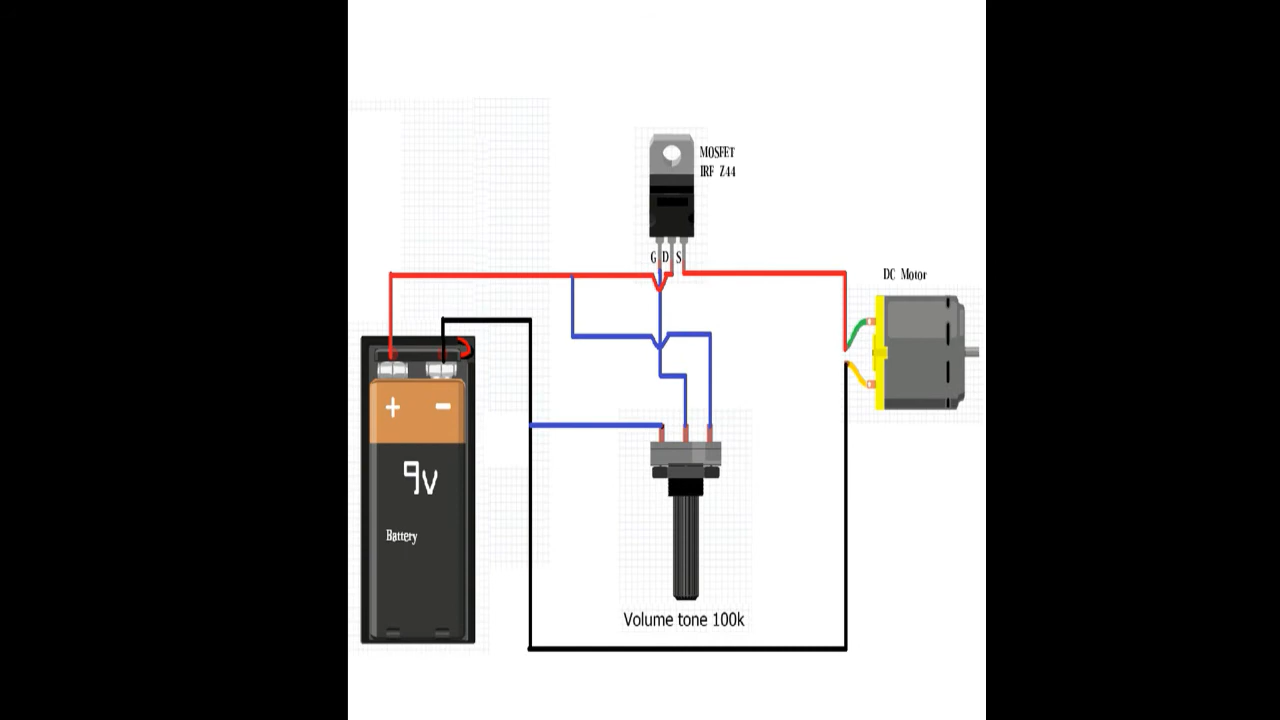 MOSFET
IRF Z44
G D S
DC Motor
+ -
9v
Battery
Volume tone 100k